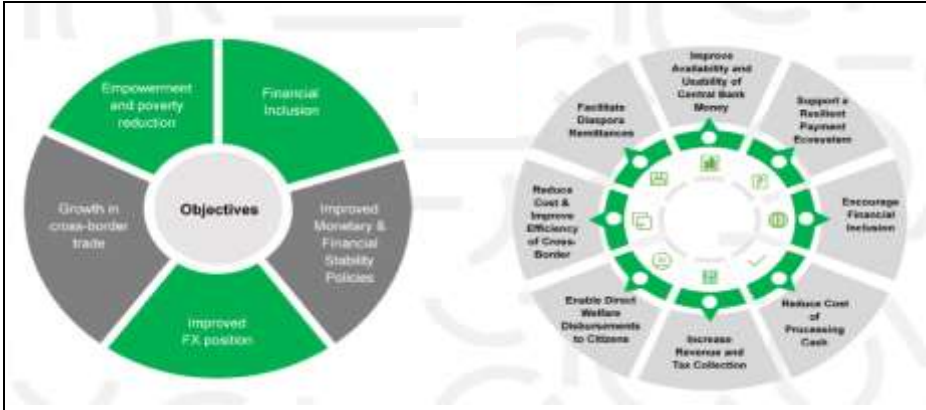 Empowerment
and poverty
reduction
Financial
Inclusion
Growth in
cross-border
trade
Objectives
Improved
Monetary &
Financial
Stability
Policies
Improved
FX position
Improve
Availability and
Usability of
Central Bank
Money
Facilitate
Diaspora
Remittances
Support a
Resilient
Payment
Ecosystem
Reduce
Cost &
Improve
Efficiency
of Cross-
Border
Encourage
Financial
Inclusion
Enable Direct
Welfare
Disbursements
to Citizens
Reduce Cost
of
Processing
Cash
Increase
Revenue and
Tax Collection